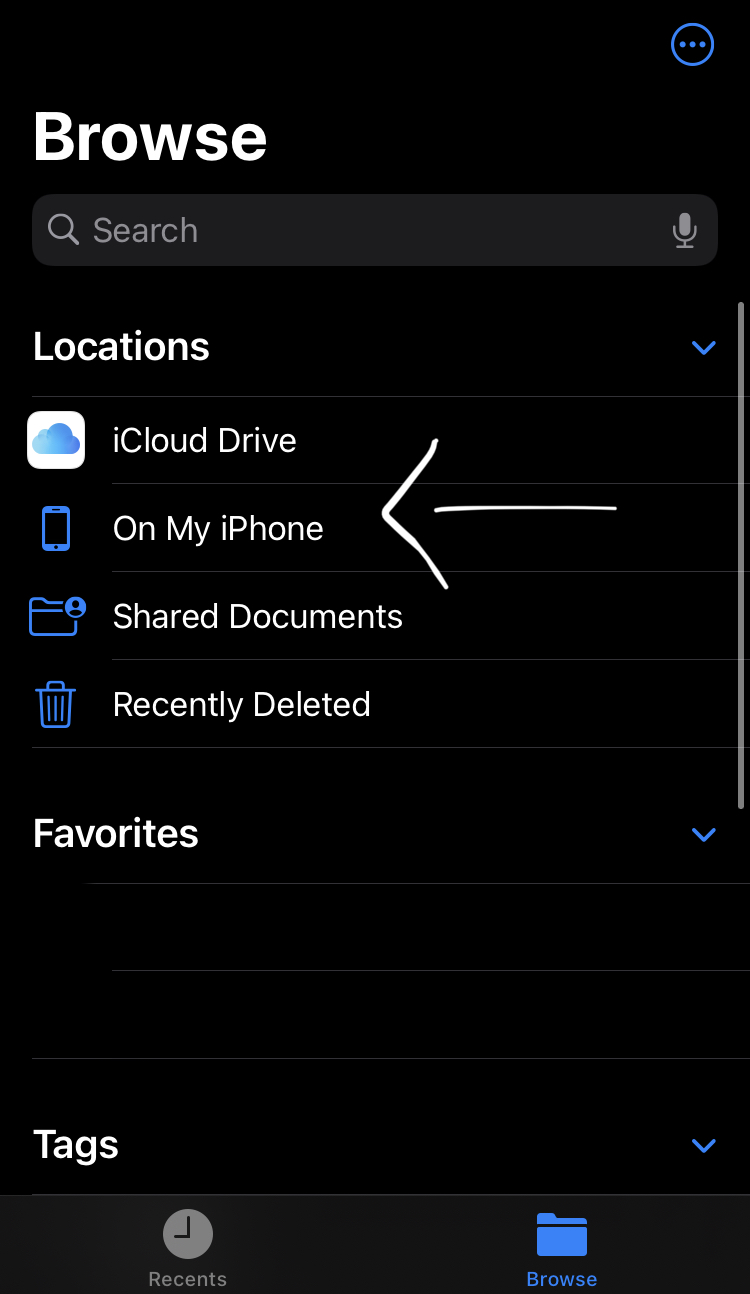 Browse
Search
Locations
iCloud Drive
On My iPhone
Shared Documents
Recently Deleted
Favorites
Tags
Recents
Browse